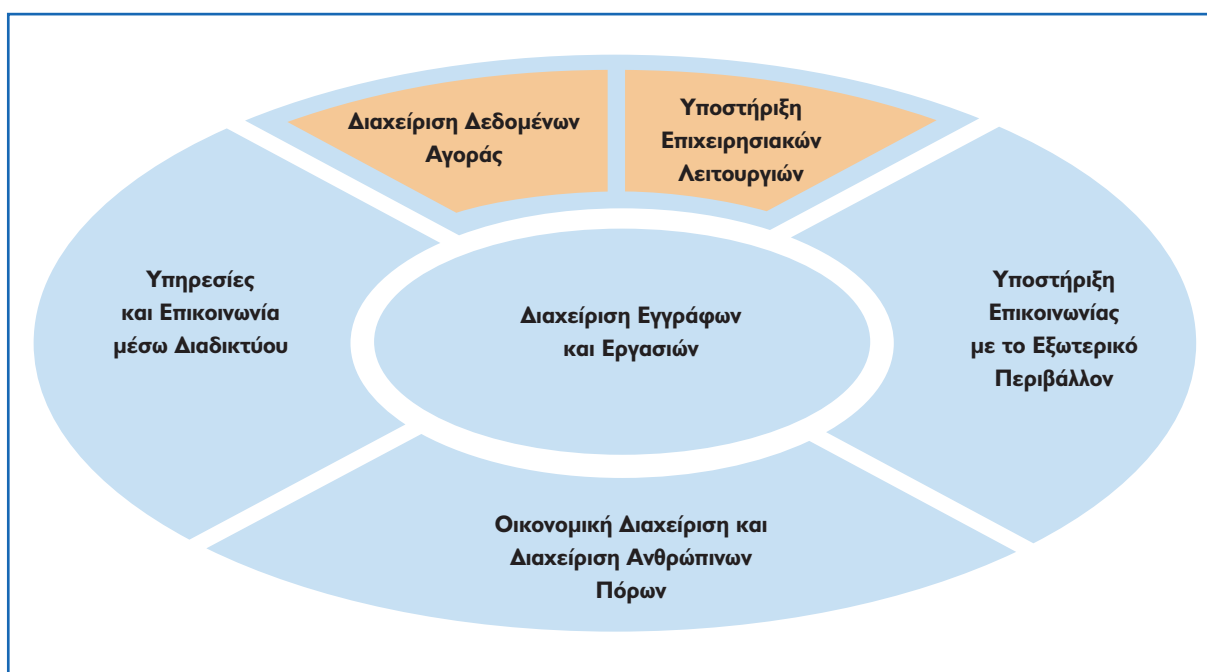 Διαχείριση Δεδομένων
Αγοράς
Υποστήριξη
Επιχειρησιακών
Λειτουργιών
Υπηρεσίες
και Επικοινωνία
μέσω Διαδικτύου
Διαχείριση Εγγράφων
και Εργασιών
Υποστήριξη
Επικοινωνίας
με το Εξωτερικό
Περιβάλλον
Οικονομική Διαχείριση και
Διαχείριση Ανθρώπινων
Πόρων